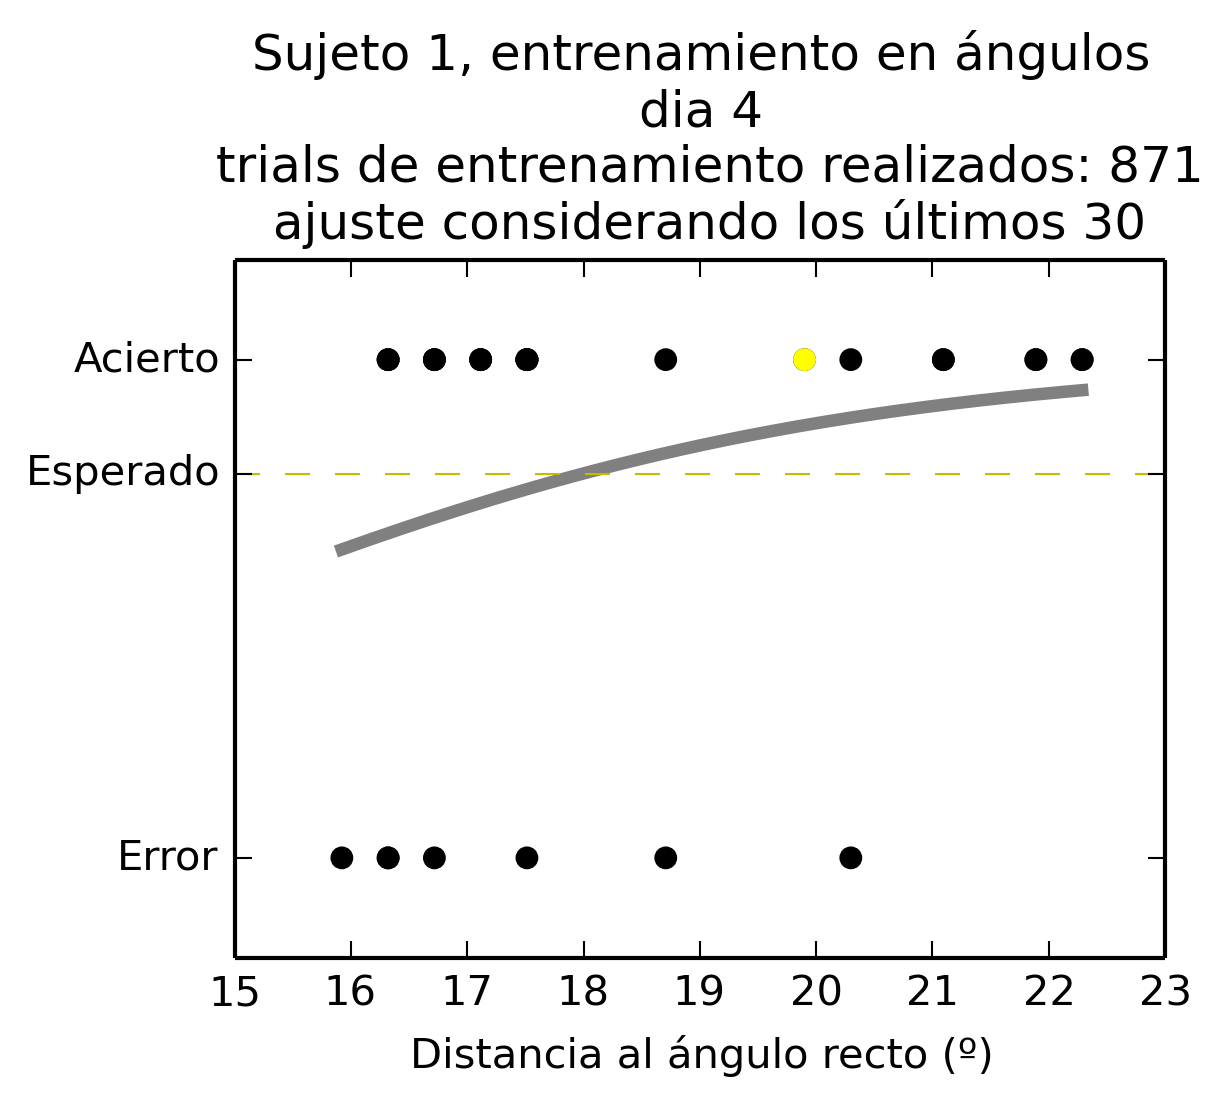 Sujeto 1, entrenamiento en ángulos
dia 4
trials de entrenamiento realizados: 871
ajuste considerando los últimos 30
Acierto
Esperado
Error
15 16 17 18 19 20 21 22 23
Distancia al ángulo recto (º)